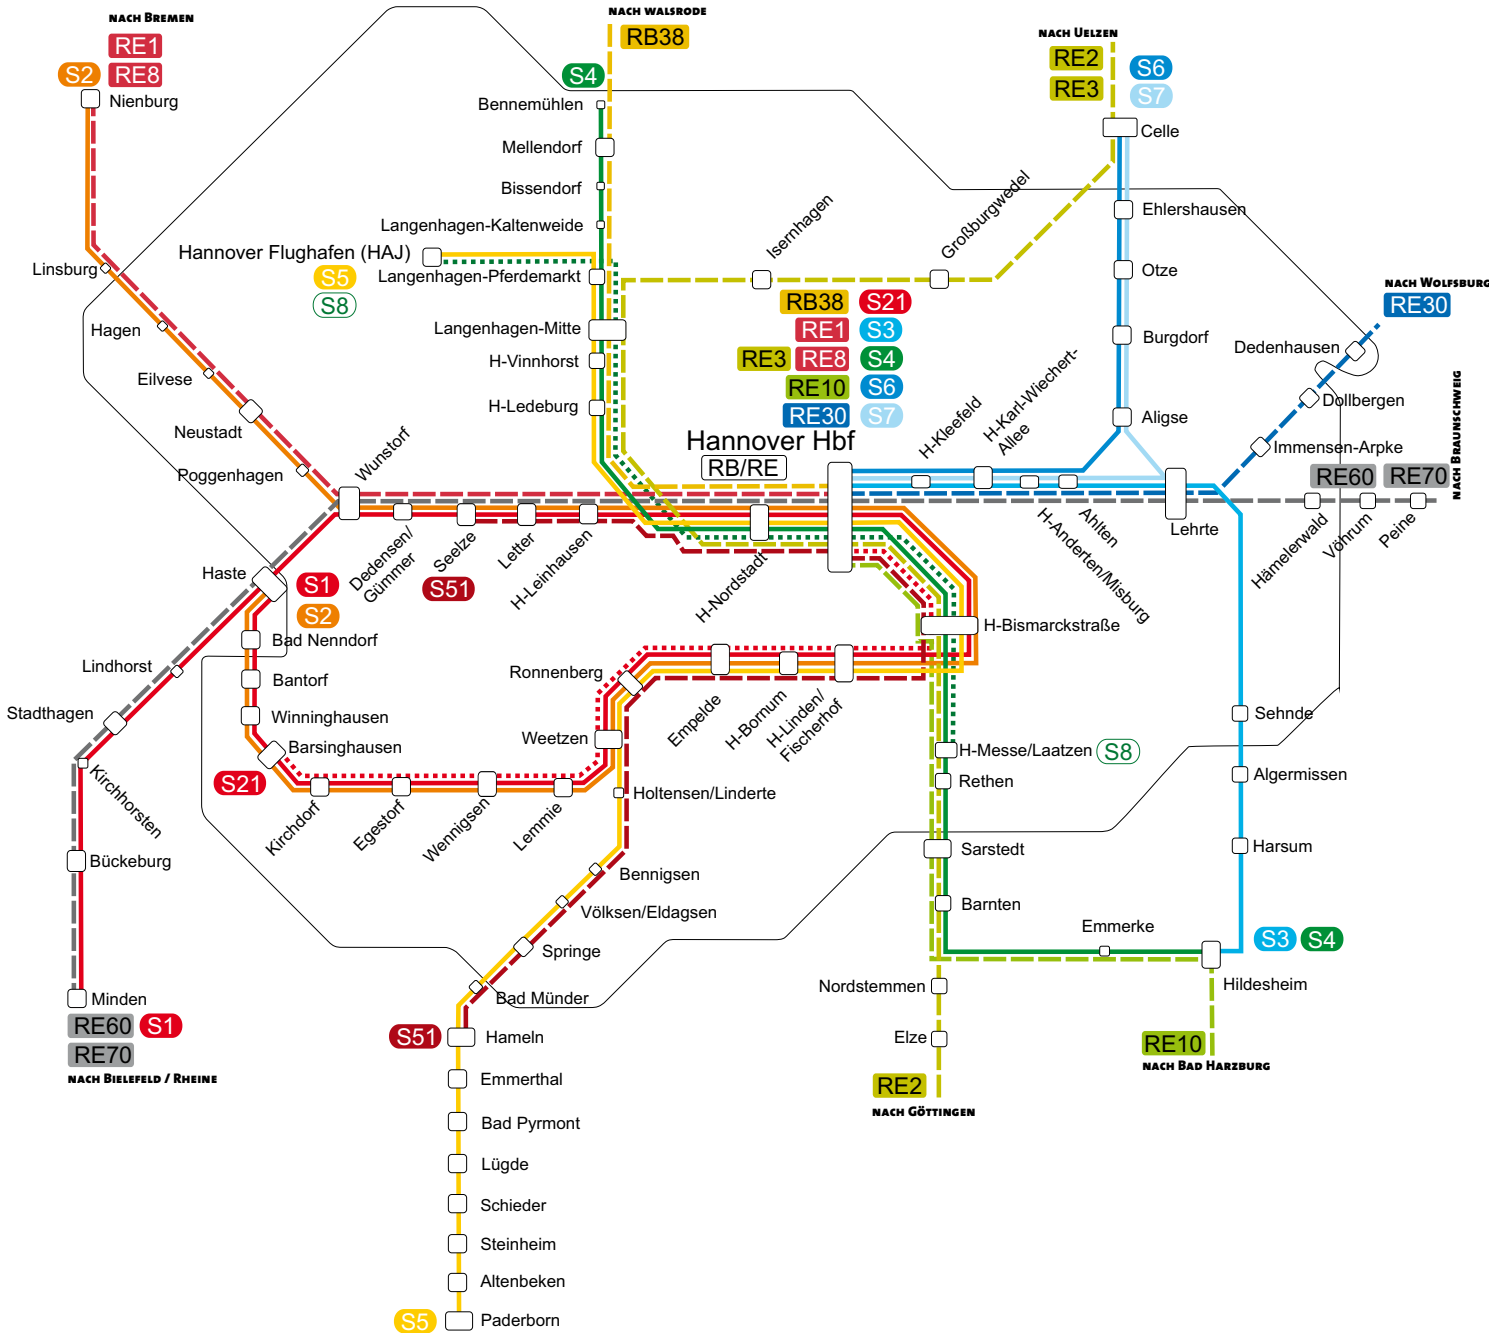 NACH BREMEN
RE1
S2 RE8
Nienburg
NACH WALSRODE
RB38
S4
Bennemühlen
Mellendorf
Bissendorf
Langenhagen-Kaltenweide
Hannover Flughafen (HAJ)
S5
S8
Langenhagen-Pferdemarkt
Langenhagen-Mitte
H-Vinnhorst
H-Ledeburg
NACH UELZEN
RE2
RE3
S6
S7
Celle
Isernhagen
Großburgwedel
Ehlershausen
Otze
Burgdorf
Aligse
NACH WOLFSBURG
RE30
Dedenhausen
Dollbergen
Immensen-Arpke
RE60 RE70
NACH BRAUNSCHWEIG
Linsburg
Hagen
Eilvese
Neustadt
Poggenhagen
Wunstorf
RB38 S21
RE1 S3
RE3 RE8 S4
RE10 S6
RE30 S7
Hannover Hbf
RB/RE
H-Kleefeld
H-Karl-Wiechert-
Allee
H-Anderten/Misburg
Ahlten
Lehrte
Hämelerwald
Vöhrum
Peine
Haste
S1
S2
Dedensen/
Gümmer
Seelze
S51
Letter
H-Leinhausen
H-Nordstadt
H-Bismarckstraße
Bad Nenndorf
Bantorf
Winninghausen
Barsinghausen
S21
Lindhorst
Stadthagen
Kirchhorsten
Bückeburg
Minden
RE60 S1
RE70
NACH BIELEFELD / RHEINE
Kirchdorf
Egestorf
Wennigsen
Lemmie
Ronnenberg
Weetzen
Empelde
H-Bornum
H-Linden/
Fischerhof
Holtensen/Linderte
Bennigsen
Völksen/Eldagsen
Springe
Bad Münder
S51
Hameln
Emmerthal
Bad Pyrmont
Lügde
Schieder
Steinheim
Altenbeken
S5
Paderborn
H-Messe/Laatzen S8
Rethen
Sarstedt
Barnten
Emmerke
Nordstemmen
Elze
RE2
NACH GÖTTINGEN
Sehnde
Algermissen
Harsum
S3 S4
Hildesheim
RE10
NACH BAD HARZBURG